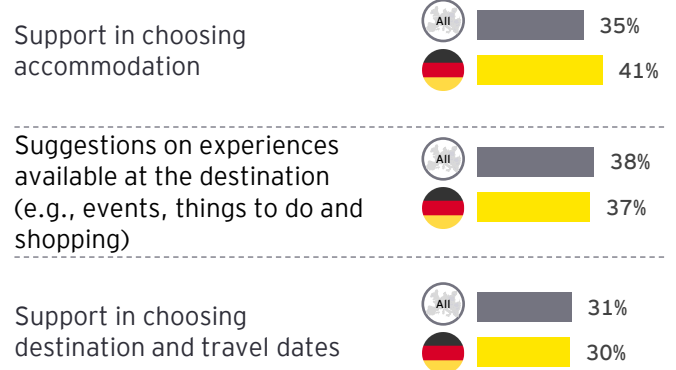 All
35%
Support in choosing
accommodation
41%
Suggestions on experiences
available at the destination
(e.g., events, things to do and
shopping)
All
38%
37%
All
31%
Support in choosing
destination and travel dates
30%